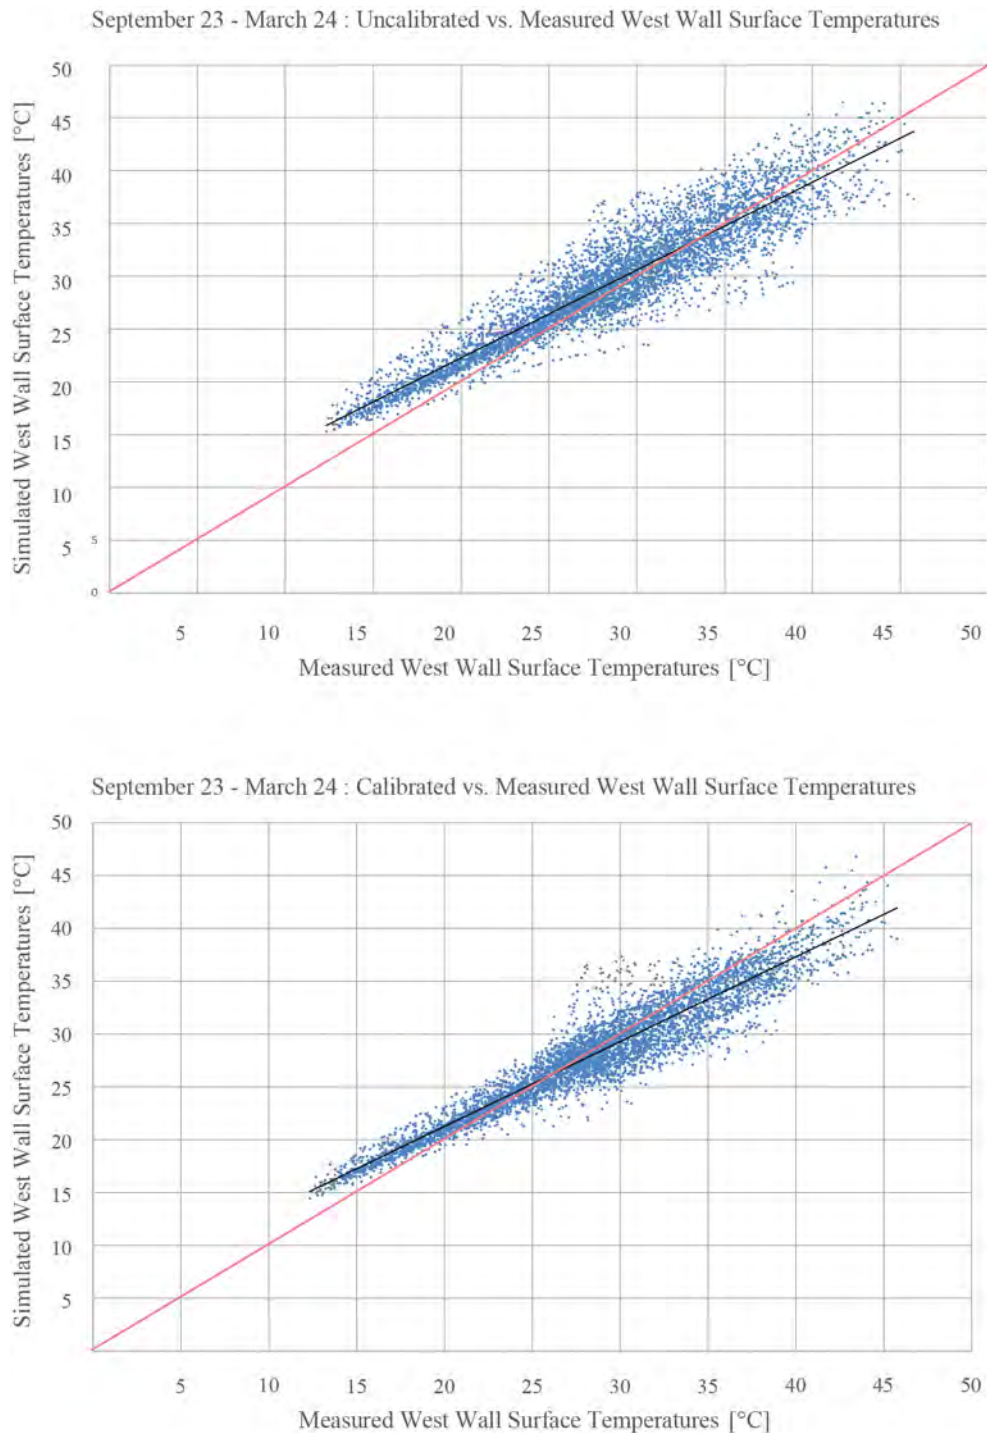 September 23 - March 24 : Uncalibrated vs. Measured West Wall Surface Temperatures
Simulated West Wall Surface Temperatures [°C]
50
45
40
35
30
25
20
15
10
5
5
0
5 10 15 20 25 30 35 40 45 50
Measured West Wall Surface Temperatures [°C]
September 23 - March 24 : Calibrated vs. Measured West Wall Surface Temperatures
Simulated West Wall Surface Temperatures [°C]
50
45
40
35
30
25
20
15
10
5
5 10 15 20 25 30 35 40 45 50
Measured West Wall Surface Temperatures [°C]